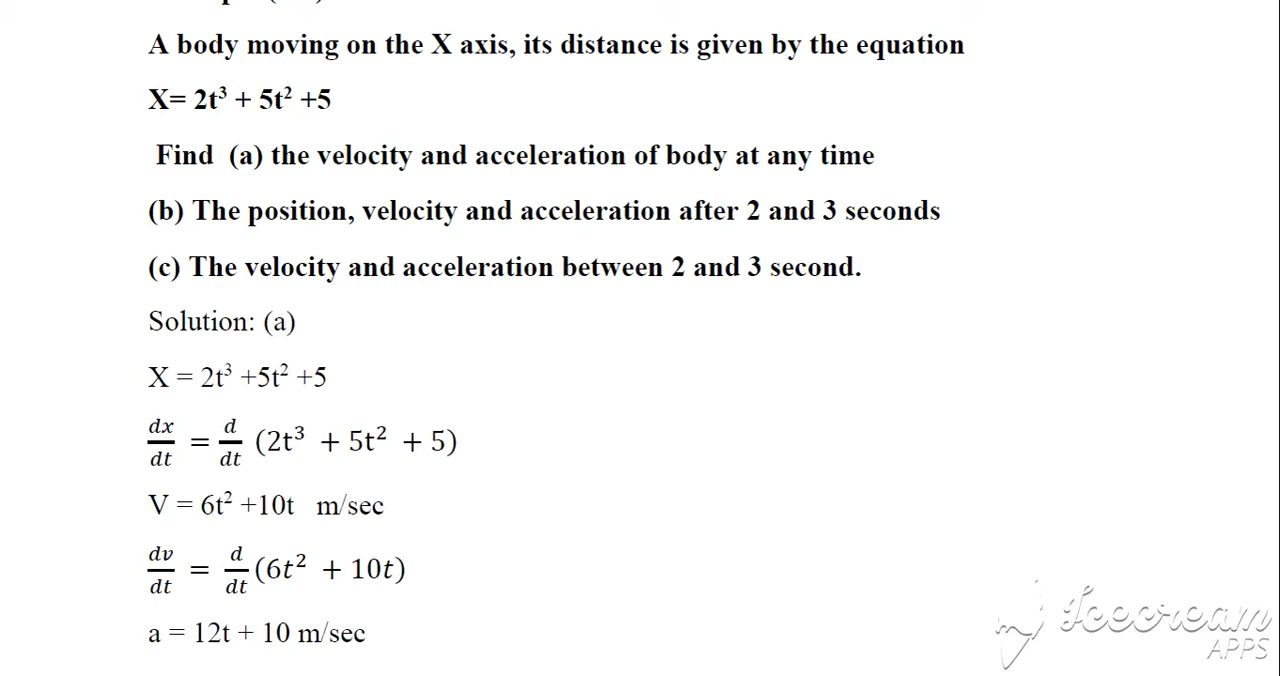 A body moving on the X axis, its distance is given by the equation
X= 2t³ + 5t² +5
Find (a) the velocity and acceleration of body at any time
(b) The position, velocity and acceleration after 2 and 3 seconds
(c) The velocity and acceleration between 2 and 3 second.
Solution: (a)
X = 2t³ +5t² +5
dx/dt = d/dt (2t³ + 5t² + 5)
V = 6t² +10t m/sec
dv/dt = d/dt (6t² + 10t)
a = 12t + 10 m/sec
Icecream
APPS